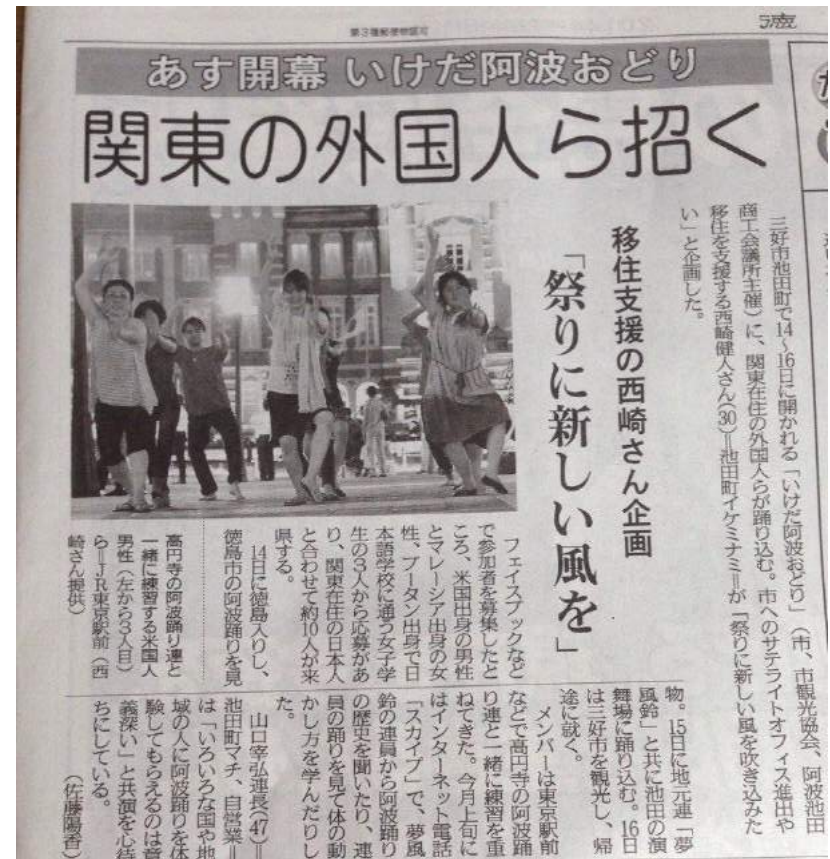 第3種郵便物認可
あす開幕 いけだ阿波おどり
関東の外国人ら招く
移住支援の西崎さん企画
「祭りに新しい風を」
三好市池田町で14~16日に開かれる「いけだ阿波おどり」(市、市観光協会、阿波池田
商工会議所主催)に、関東在住の外国人らが踊り込む。市へのサテライトオフィス進出や
移住を支援する西崎健人さん(30)=池田町イケミナミ=が「祭りに新しい風を吹き込みた
い」と企画した。
フェイスブックなど
で参加者を募集したと
ころ、米国出身の男性
とマレーシア出身の女
性、ブータン出身で日
本語学校に通う女子学
生の3人から応募があ
り、関東在住の日本人
と合わせて約10人が来
県する。
14日に徳島入りし、
徳島市の阿波踊りを見
高円寺の阿波踊り連と
一緒に練習する米国人
男性(左から3人目)
ら=JR東京駅前(西
崎さん提供)
物。15日に地元連「夢
風鈴」と共に池田の演
舞場に踊り込む。16日
は三好市を観光し、帰
途に就く。
メンバーは東京駅前
などで高円寺の阿波踊
り連と一緒に練習を重
ねてきた。今月上旬に
はインターネット電話
「スカイプ」で、夢風
鈴の連員から阿波踊り
の歴史を聞いたり、連
員の踊りを見て体の動
かし方を学んだりし
た。
山口宰弘連長(47)=
池田町マチ、自営業=
は「いろいろな国や地
域の人に阿波踊りを体
験してもらえるのは意
義深い」と共演を心待
ちにしている。
(佐藤陽香)